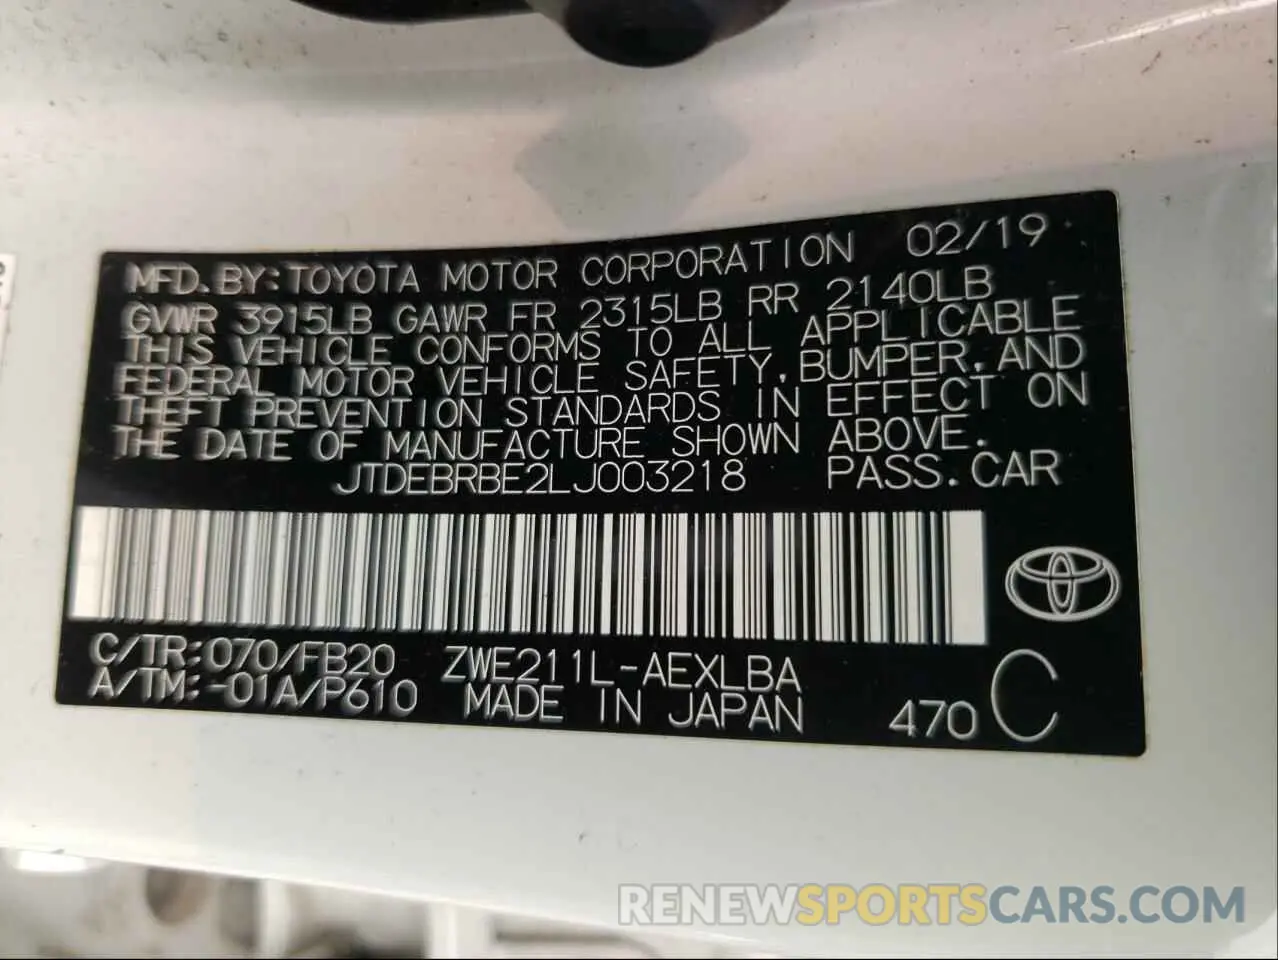 MFD. BY: TOYOTA MOTOR CORPORATION 02/19
GVWR 3915LB GAWR FR 2315LB RR 2140LB
THIS VEHICLE CONFORMS TO ALL APPLICABLE
FEDERAL MOTOR VEHICLE SAFETY, BUMPER, AND
THEFT PREVENTION STANDARDS IN EFFECT ON
THE DATE OF MANUFACTURE SHOWN ABOVE.
JTDEBRBE2LJ003218 PASS. CAR
C/TR: 070/FB20 ZWE211L-AEXLBA
A/TM: -01A/P610 MADE IN JAPAN 470 C
RENEWSPORTSCARS.COM